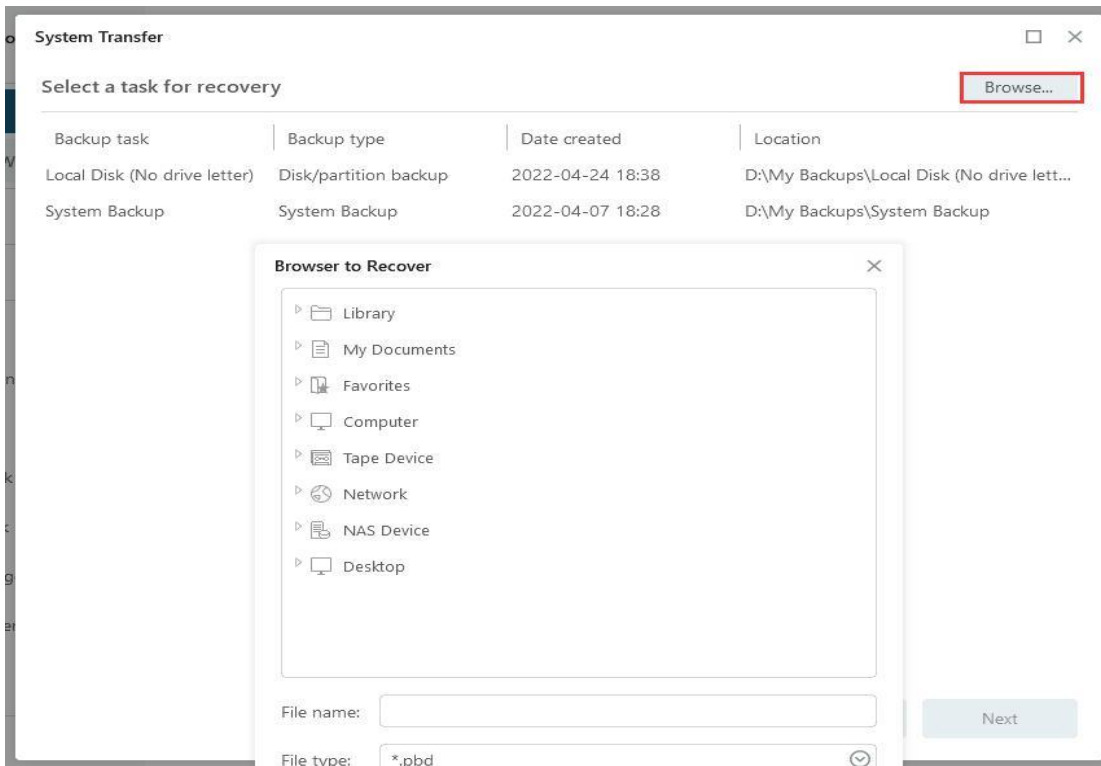 System Transfer
Select a task for recovery
Browse...
Backup task Backup type Date created Location
Local Disk (No drive letter) Disk/partition backup 2022-04-24 18:38 D:\My Backups\Local Disk (No drive lett...
System Backup System Backup 2022-04-07 18:28 D:\My Backups\System Backup
Browser to Recover
Library
My Documents
Favorites
Computer
Tape Device
Network
NAS Device
Desktop
File name:
Next
File type: *.pbd